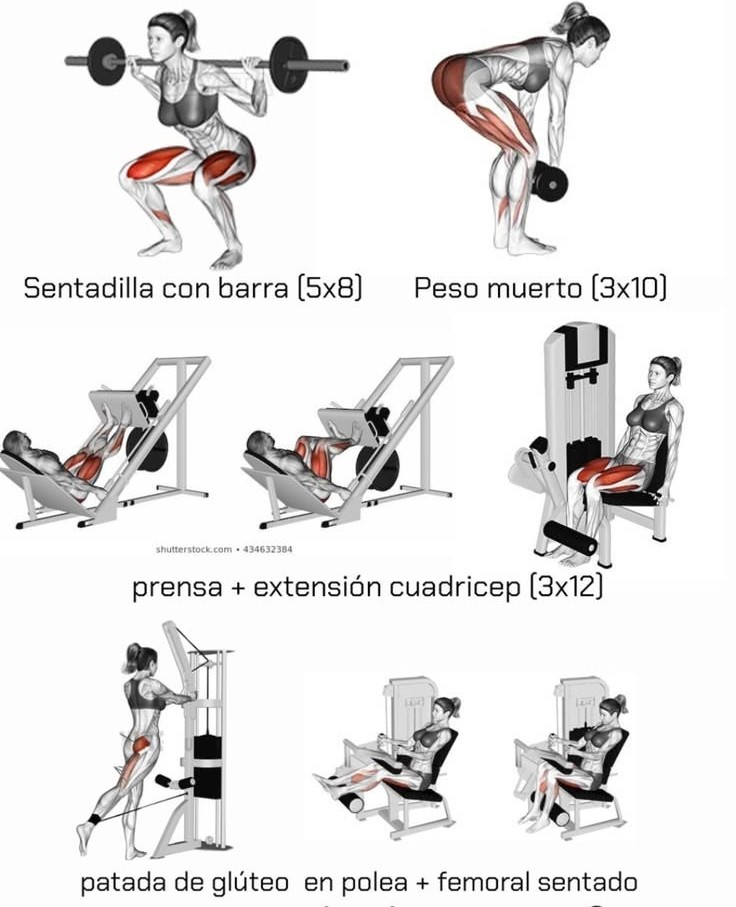 Sentadilla con barra (5x8)
Peso muerto (3x10)
shutterstock.com • 434632384
prensa + extensión cuadricep (3x12)
patada de glúteo en polea + femoral sentado